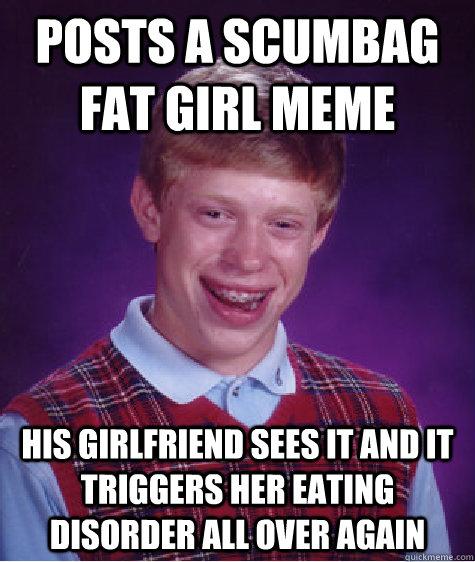 POSTS A SCUMBAG
FAT GIRL MEME
HIS GIRLFRIEND SEES IT AND IT
TRIGGERS HER EATING
DISORDER ALL OVER AGAIN
quickmeme.com